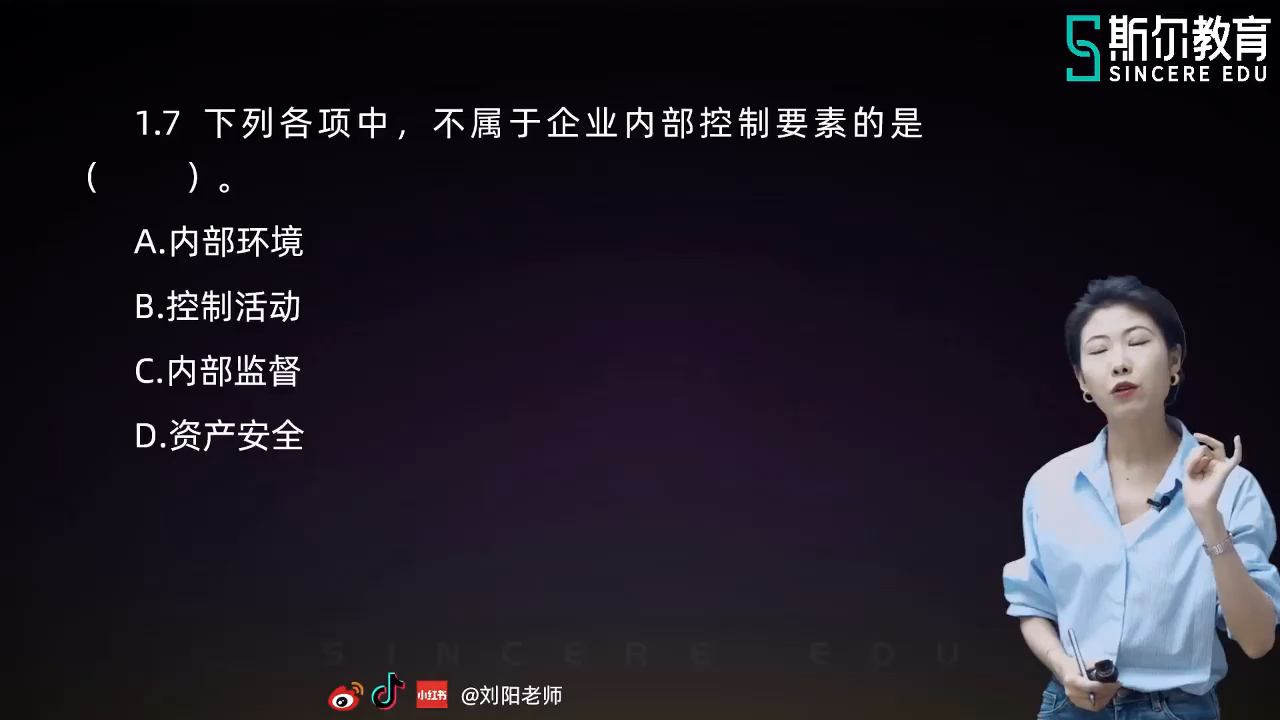 斯尔教育
SINCERE EDU
1.7 下列各项中，不属于企业内部控制要素的是
（ ）。
A.内部环境
B.控制活动
C.内部监督
D.资产安全
SINCERE EDU
小红书 @刘阳老师